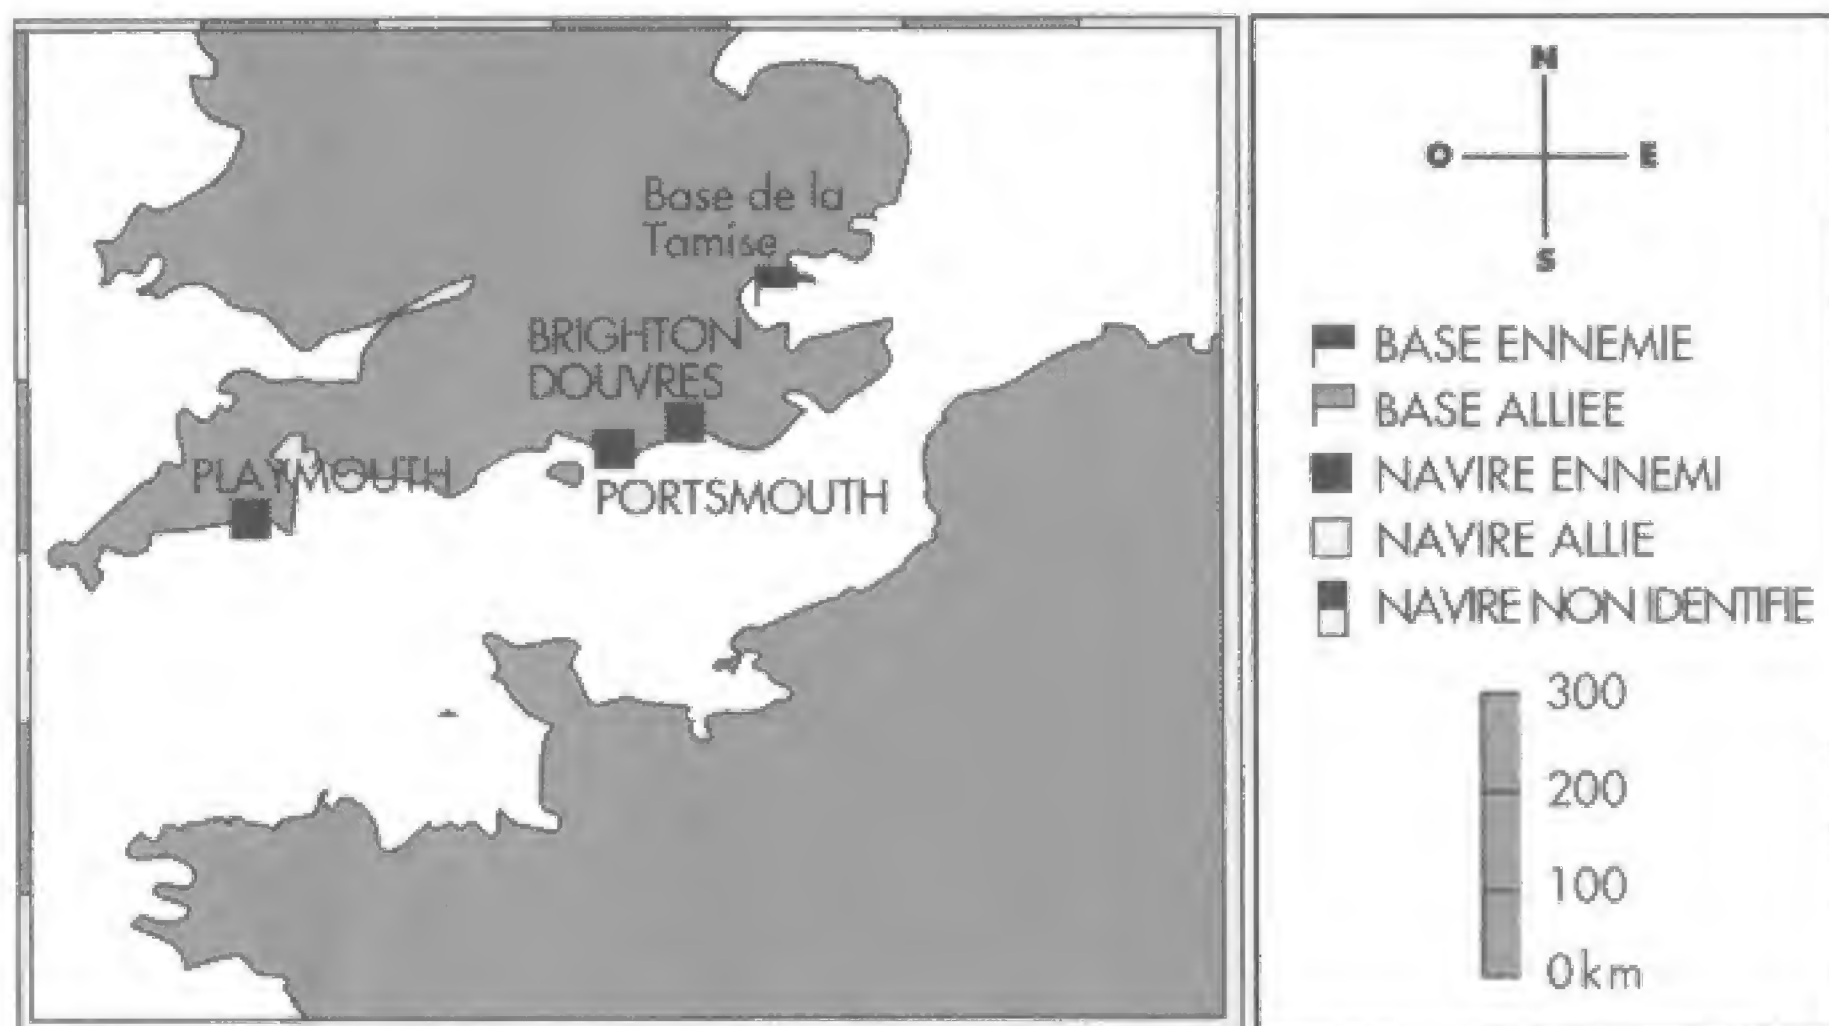 Base de la
Tamise
BRIGHTON
DOUVRES
PLAYMOUTH
PORTSMOUTH
N
O E
S
BASE ENNEMIE
BASE ALLIEE
NAVIRE ENNEMI
NAVIRE ALLIE
NAVIRE NON IDENTIFIE
300
200
100
0km